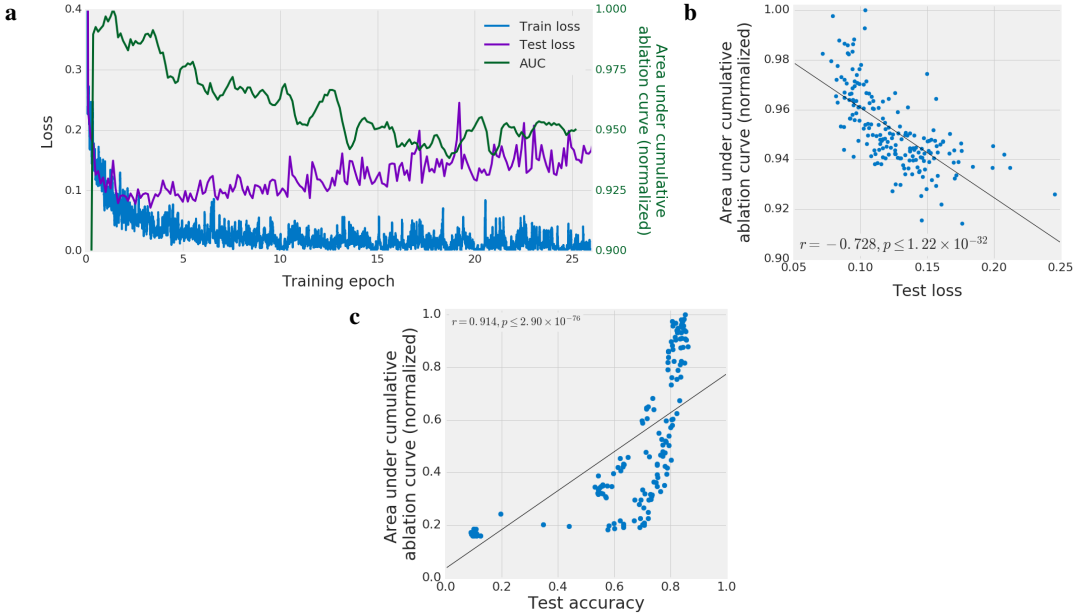 a
0.4
0.3
0.2
0.1
0.0
Loss
0
5
10
15
20
25
Training epoch
Train loss
Test loss
AUC
1.000
0.975
0.950
0.925
0.900
Area under cumulative
ablation curve (normalized)
b
1.00
0.98
0.96
0.94
0.92
0.90
Area under cumulative
ablation curve (normalized)
r = −0.728, p ≤ 1.22 × 10⁻³²
0.05
0.10
0.15
0.20
0.25
Test loss
c
1.0
0.8
0.6
0.4
0.2
0.0
Area under cumulative
ablation curve (normalized)
r = 0.914, p ≤ 2.90 × 10⁻⁷⁶
0.0
0.2
0.4
0.6
0.8
1.0
Test accuracy